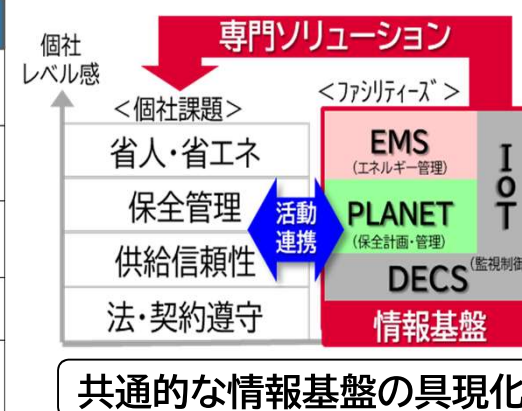 専門ソリューション
個社
レベル感
＜個社課題＞
＜ﾌｧｼﾘﾃｨｰｽﾞ＞
省人・省エネ
保全管理
供給信頼性
法・契約遵守
活動
連携
EMS
(エネルギー管理)
PLANET
(保全計画・管理)
IOT
DECS
(監視制御
情報基盤
共通的な情報基盤の具現化